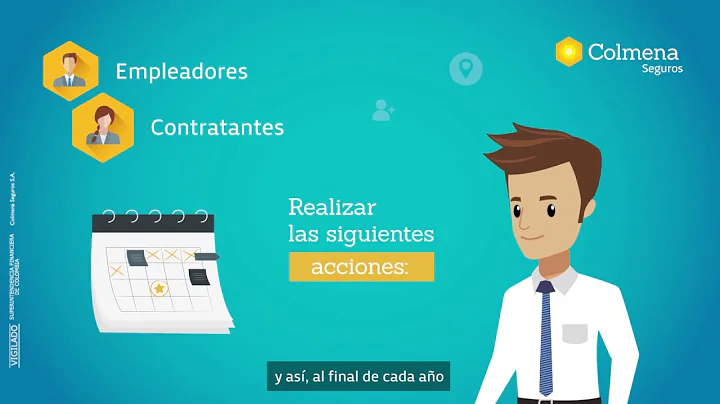 Empleadores
Contratantes
Colmena
Seguros
Realizar
las siguientes
acciones:
y así, al final de cada año
VIGILADO
SUPERINTENDENCIA FINANCIERA
DE COLOMBIA
Colmena Seguros S.A.